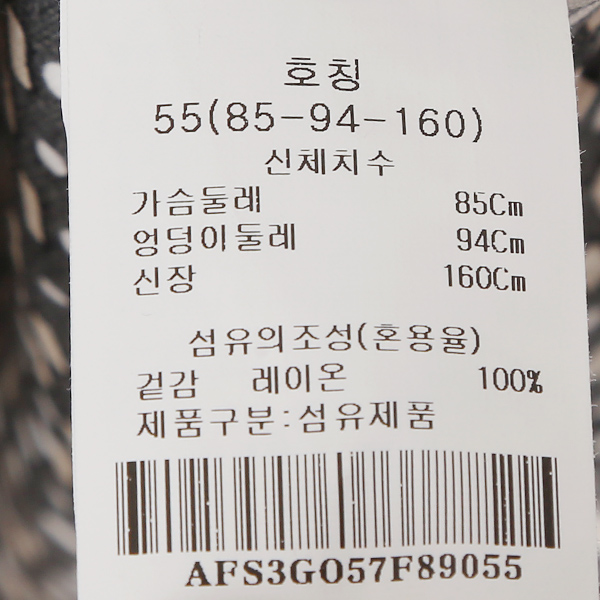 호칭
55(85-94-160)
신체치수
가슴둘레 85Cm
엉덩이둘레 94Cm
신장 160Cm
섬유의조성(혼용율)
겉감 레이온 100%
제품구분:섬유제품
AFS3GO57F89055